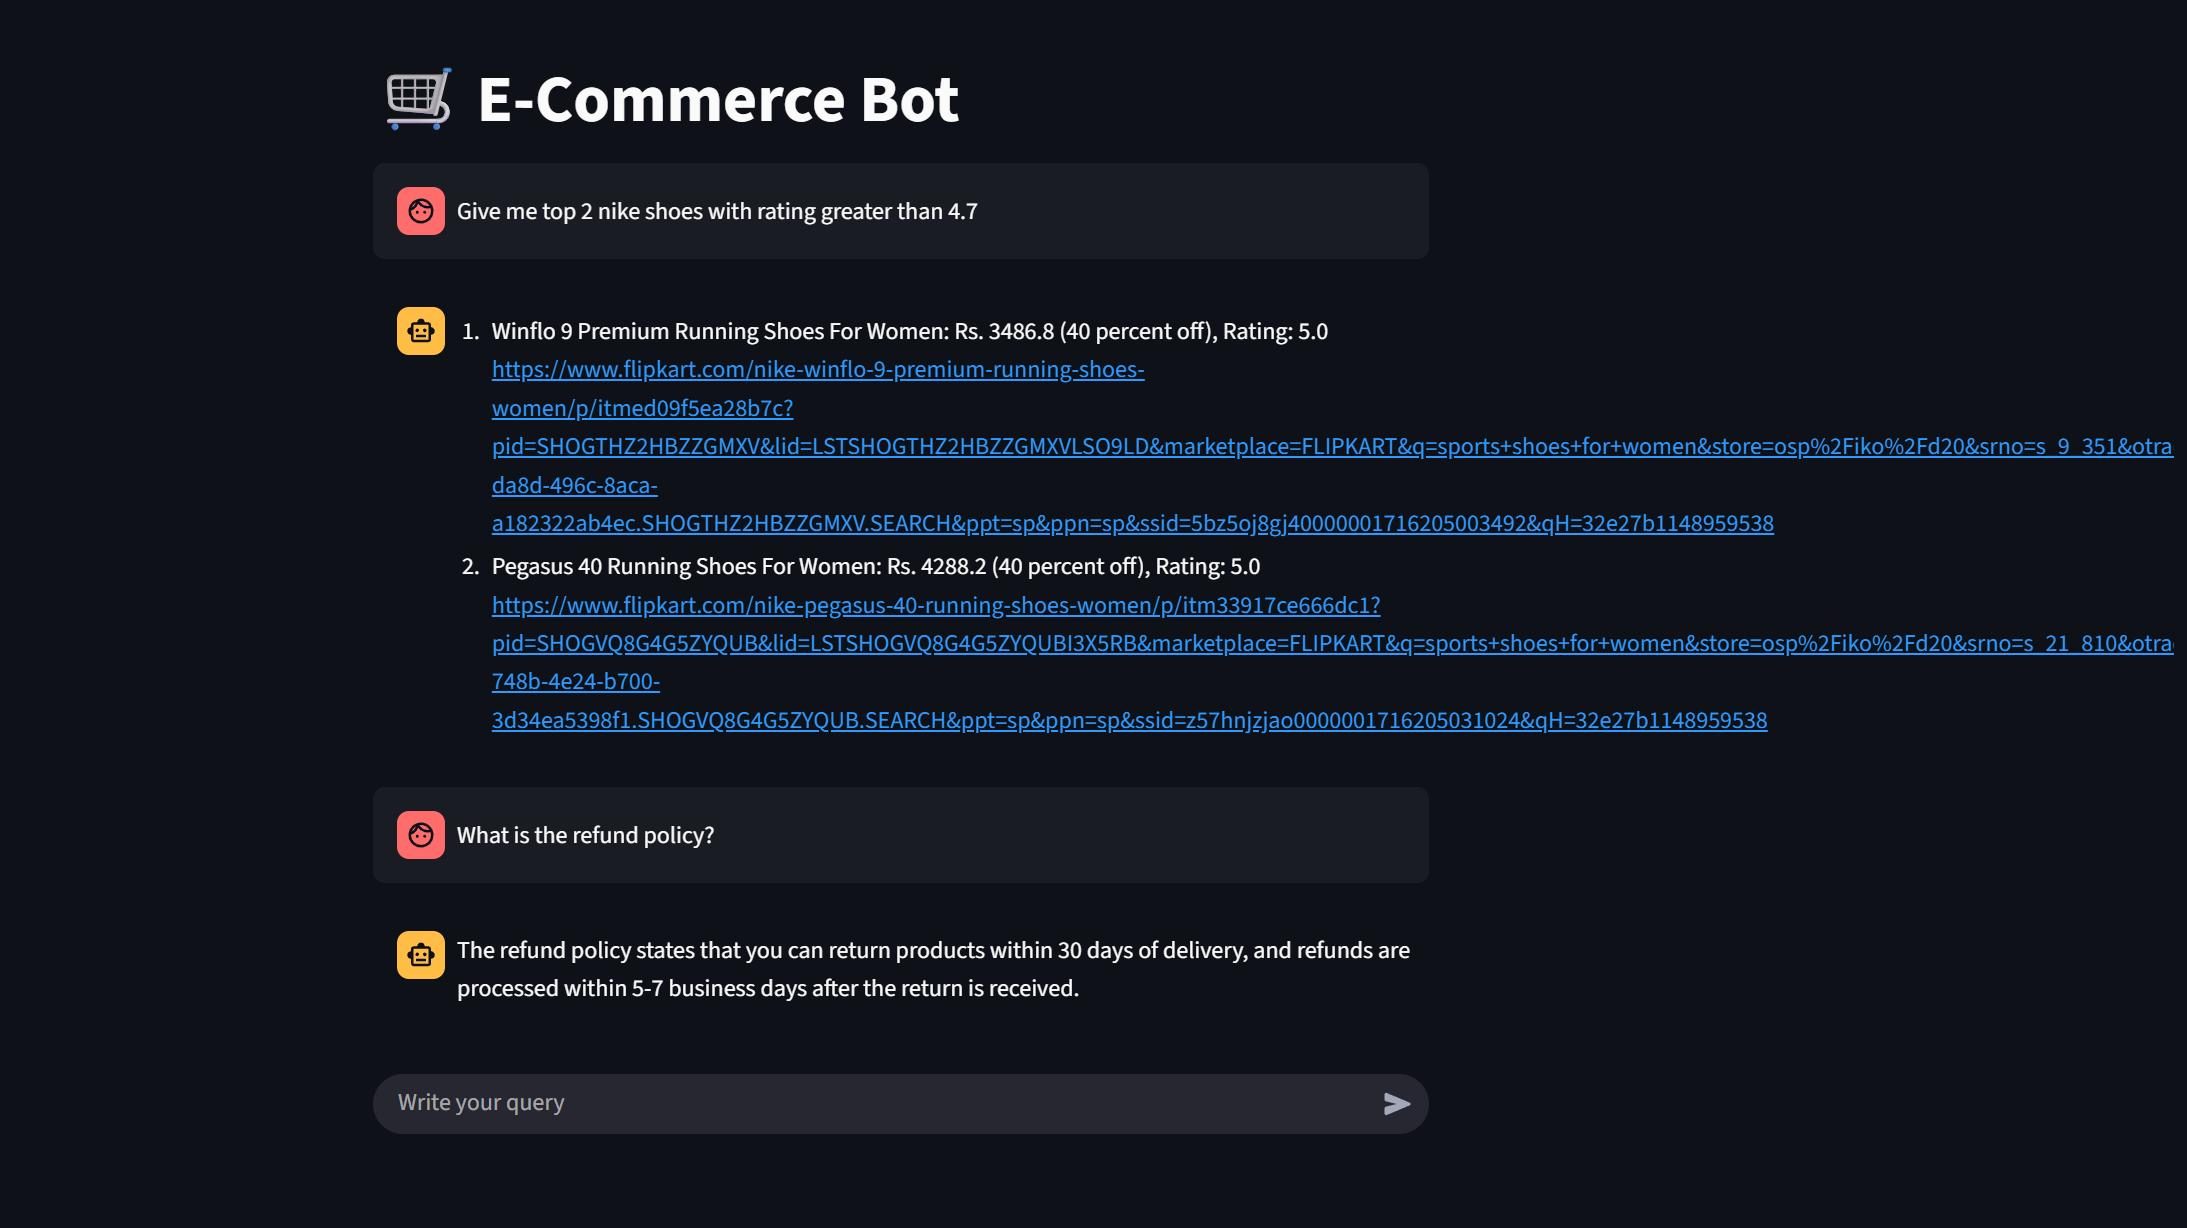 E-Commerce Bot
Give me top 2 nike shoes with rating greater than 4.7
1. Winflo 9 Premium Running Shoes For Women: Rs. 3486.8 (40 percent off), Rating: 5.0
https://www.flipkart.com/nike-winflo-9-premium-running-shoes-
women/p/itmed09f5ea28b7c?
pid=SHOGTHZ2HBZZGMXV&lid=LSTSHOGTHZ2HBZZGMXVLSO9LD&marketplace=FLIPKART&q=sports+shoes+for+women&store=osp%2Fiko%2Fd20&srno=s_9_351&otra
da8d-496c-8aca-
a182322ab4ec.SHOGTHZ2HBZZGMXV.SEARCH&ppt=sp&ppn=sp&ssid=5bz5oj8gj40000001716205003492&qH=32e27b1148959538
2. Pegasus 40 Running Shoes For Women: Rs. 4288.2 (40 percent off), Rating: 5.0
https://www.flipkart.com/nike-pegasus-40-running-shoes-women/p/itm33917ce666dc1?
pid=SHOGVQ8G4G5ZYQUB&lid=LSTSHOGVQ8G4G5ZYQUBI3X5RB&marketplace=FLIPKART&q=sports+shoes+for+women&store=osp%2Fiko%2Fd20&srno=s_21_810&otra
748b-4e24-b700-
3d34ea5398f1.SHOGVQ8G4G5ZYQUB.SEARCH&ppt=sp&ppn=sp&ssid=z57hnjzjao0000001716205031024&qH=32e27b1148959538
What is the refund policy?
The refund policy states that you can return products within 30 days of delivery, and refunds are
processed within 5-7 business days after the return is received.
Write your query